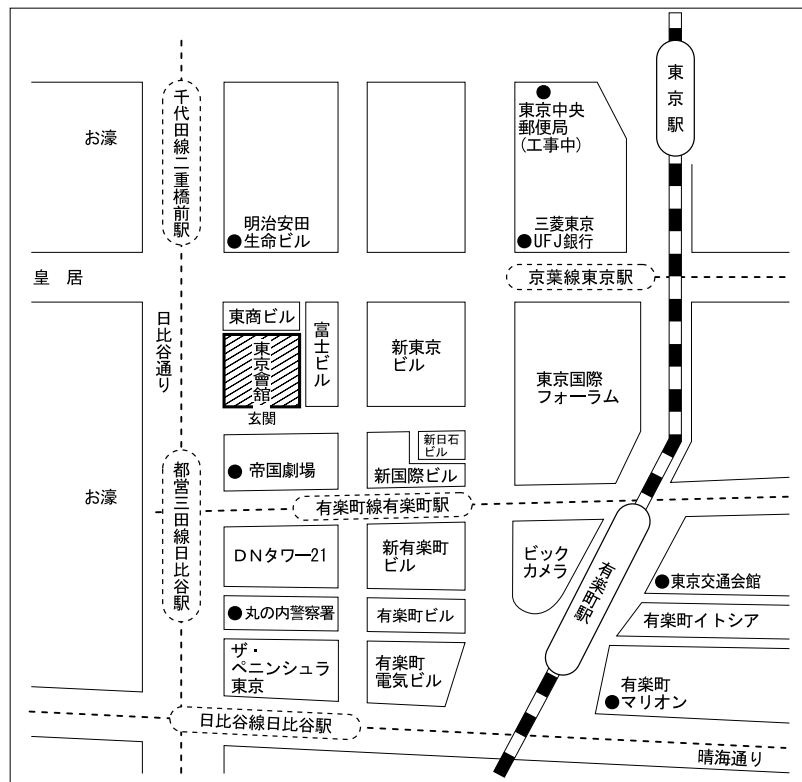 東京駅
千代田線二重橋前駅
お濠
東京中央
郵便局
(工事中)
明治安田
生命ビル
三菱東京
UFJ銀行
皇 居
京葉線東京駅
日比谷通り
東商ビル
東京會舘
玄関
富士ビル
新東京
ビル
東京国際
フォーラム
新日石
ビル
新国際ビル
帝国劇場
お濠
都営三田線日比谷駅
有楽町線有楽町駅
DNタワー21
新有楽町
ビル
ビック
カメラ
有楽町駅
東京交通会館
丸の内警察署
有楽町ビル
有楽町イトシア
ザ・
ペニンシュラ
東京
有楽町
電気ビル
有楽町
マリオン
日比谷線日比谷駅
晴海通り